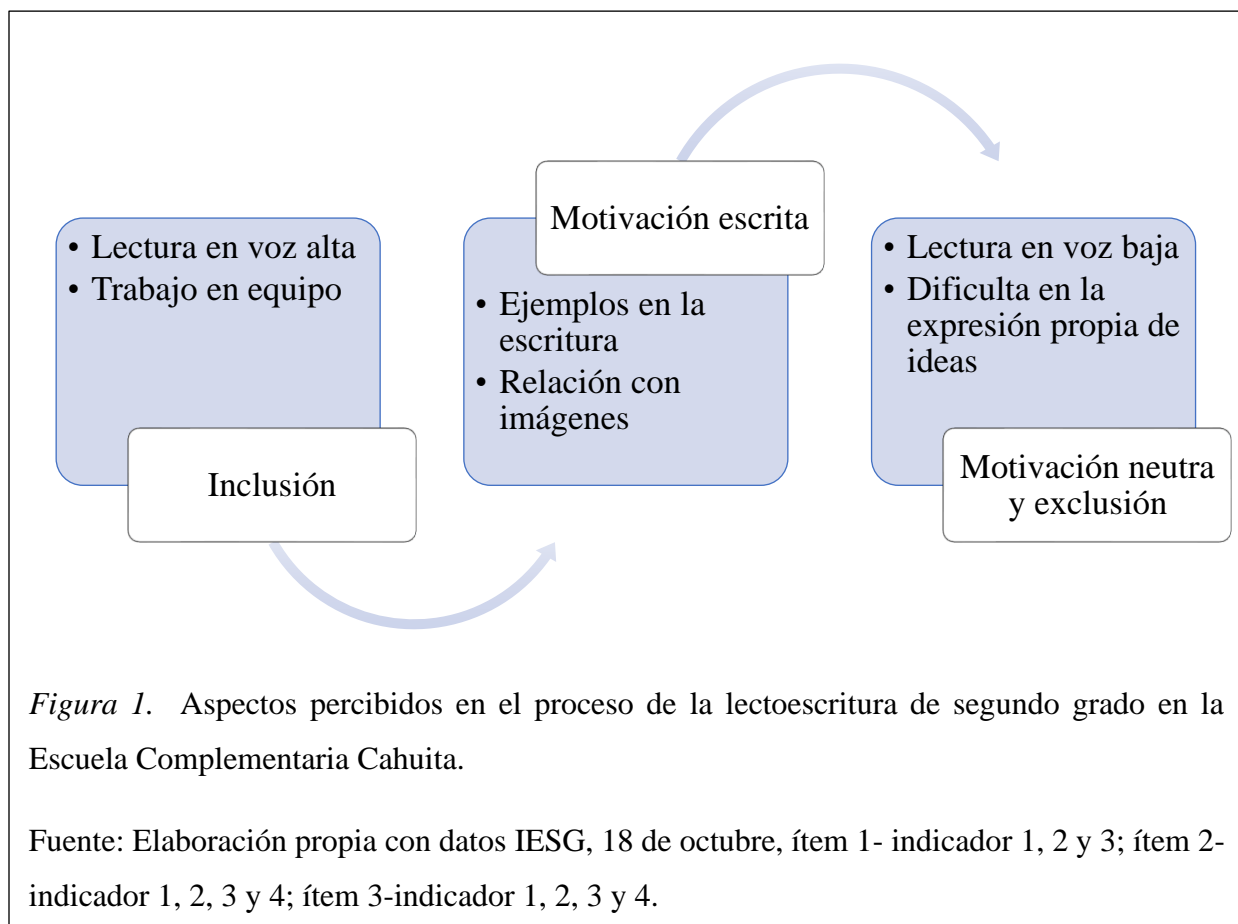 • Lectura en voz alta
• Trabajo en equipo
Inclusión
Motivación escrita
• Ejemplos en la
escritura
• Relación con
imágenes
• Lectura en voz baja
• Dificulta en la
expresión propia de
ideas
Motivación neutra
y exclusión
Figura 1. Aspectos percibidos en el proceso de la lectoescritura de segundo grado en la
Escuela Complementaria Cahuita.
Fuente: Elaboración propia con datos IESG, 18 de octubre, ítem 1- indicador 1, 2 y 3; ítem 2-
indicador 1, 2, 3 y 4; ítem 3-indicador 1, 2, 3 y 4.